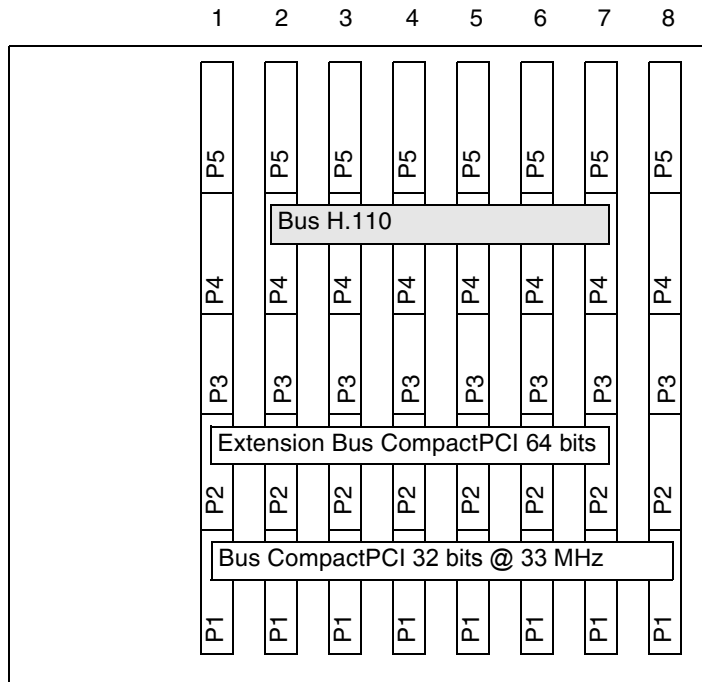 1 2 3 4 5 6 7 8
P5 P5 P5 P5 P5 P5 P5 P5
Bus H.110
P4 P4 P4 P4 P4 P4 P4 P4
P3 P3 P3 P3 P3 P3 P3 P3
Extension Bus CompactPCI 64 bits
P2 P2 P2 P2 P2 P2 P2 P2
Bus CompactPCI 32 bits @ 33 MHz
P1 P1 P1 P1 P1 P1 P1 P1